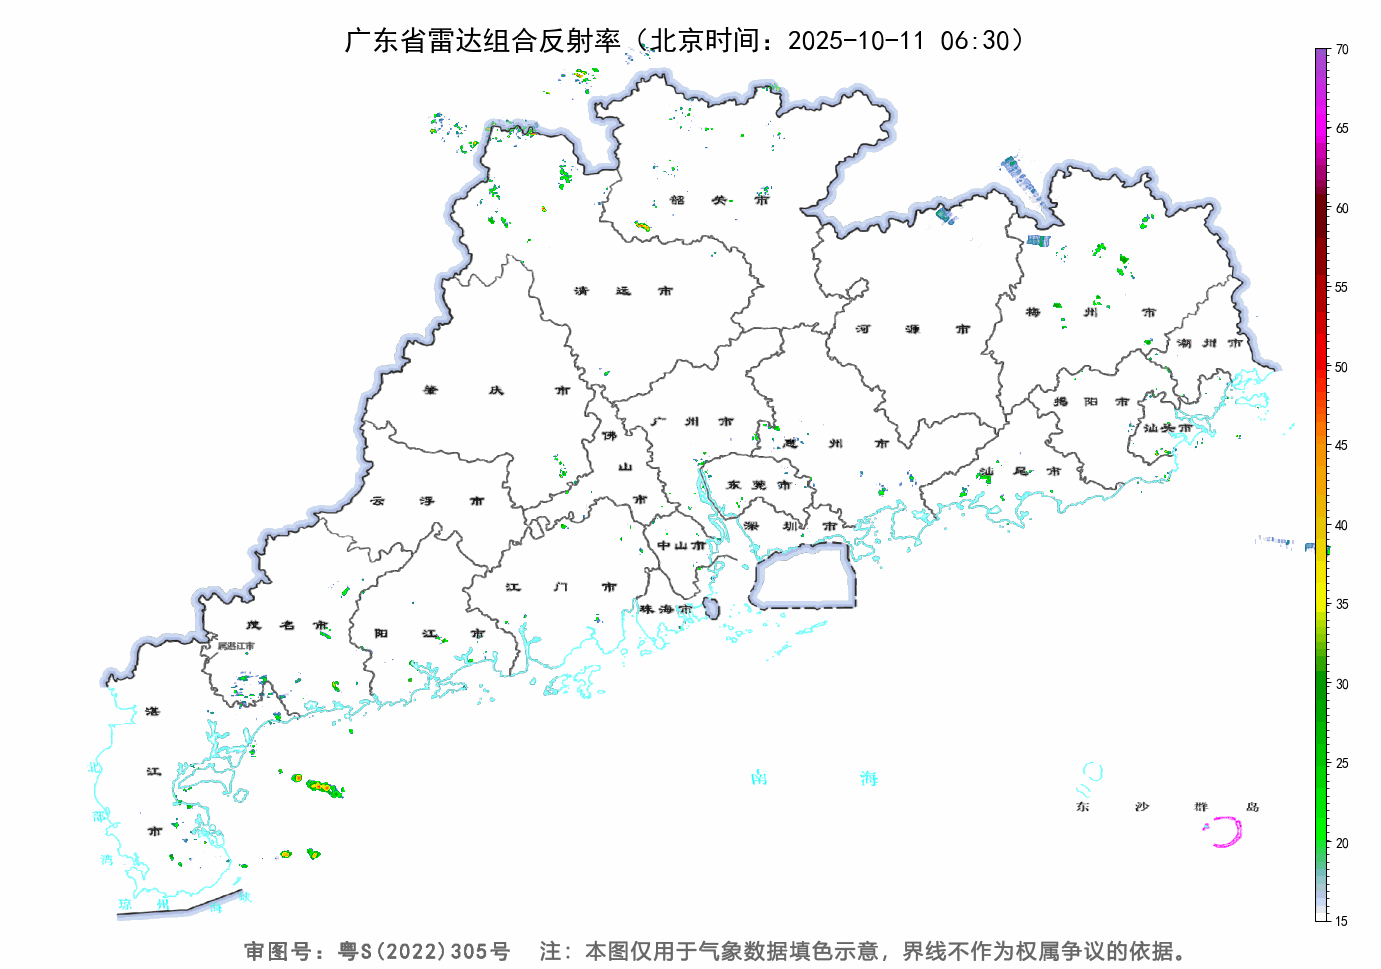 广东省雷达组合反射率（北京时间：2025-10-11 06:30）
70
65
60
55
50
45
40
35
30
25
20
15
韶关市
清远市
河源市
梅州市
潮州市
肇庆市
广州市
佛山市
惠州市
揭阳市
汕头市
汕尾市
东莞市
深圳市
云浮市
中山市
江门市
珠海市
茂名市
阳江市
属湛江市
湛江市
北部湾
琼州海峡
南海
东沙群岛
审图号：粤S(2022)305号 注：本图仅用于气象数据填色示意，界线不作为权属争议的依据。